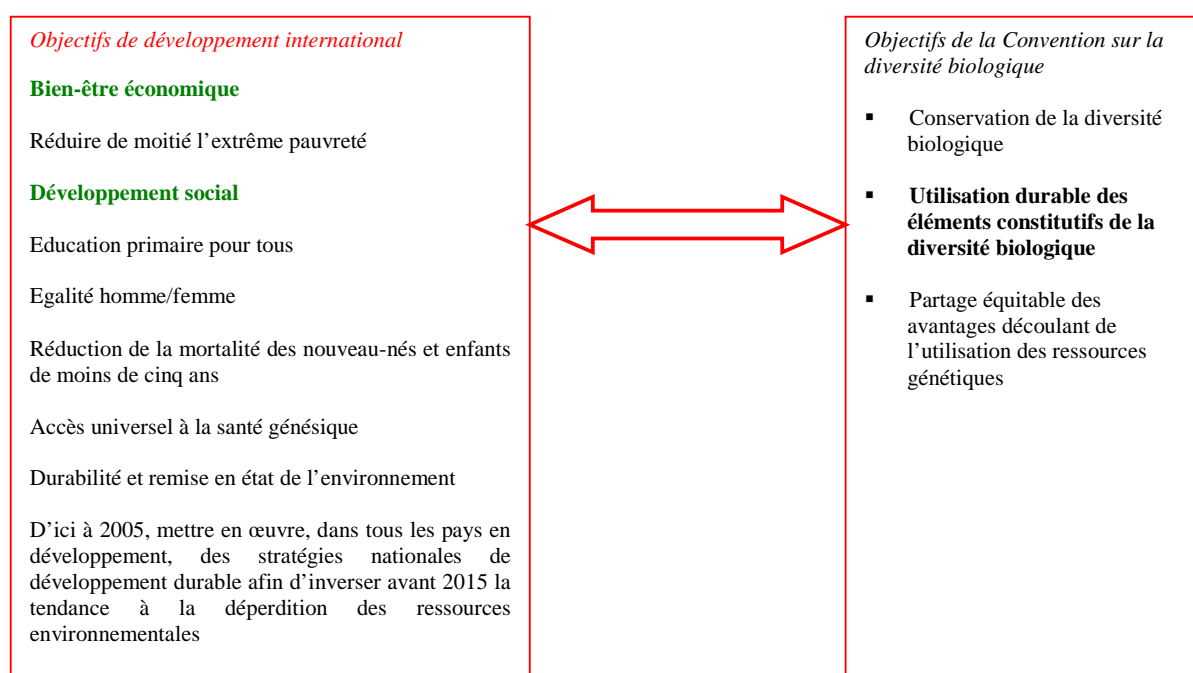 Objectifs de développement international
Bien-être économique
Réduire de moitié l’extrême pauvreté
Développement social
Education primaire pour tous
Egalité homme/femme
Réduction de la mortalité des nouveau-nés et enfants
de moins de cinq ans
Accès universel à la santé génésique
Durabilité et remise en état de l’environnement
D’ici à 2005, mettre en œuvre, dans tous les pays en
développement, des stratégies nationales de
développement durable afin d’inverser avant 2015 la
tendance à la déperdition des ressources
environnementales
Objectifs de la Convention sur la
diversité biologique
▪ Conservation de la diversité
biologique
▪ Utilisation durable des
éléments constitutifs de la
diversité biologique
▪ Partage équitable des
avantages découlant de
l’utilisation des ressources
génétiques